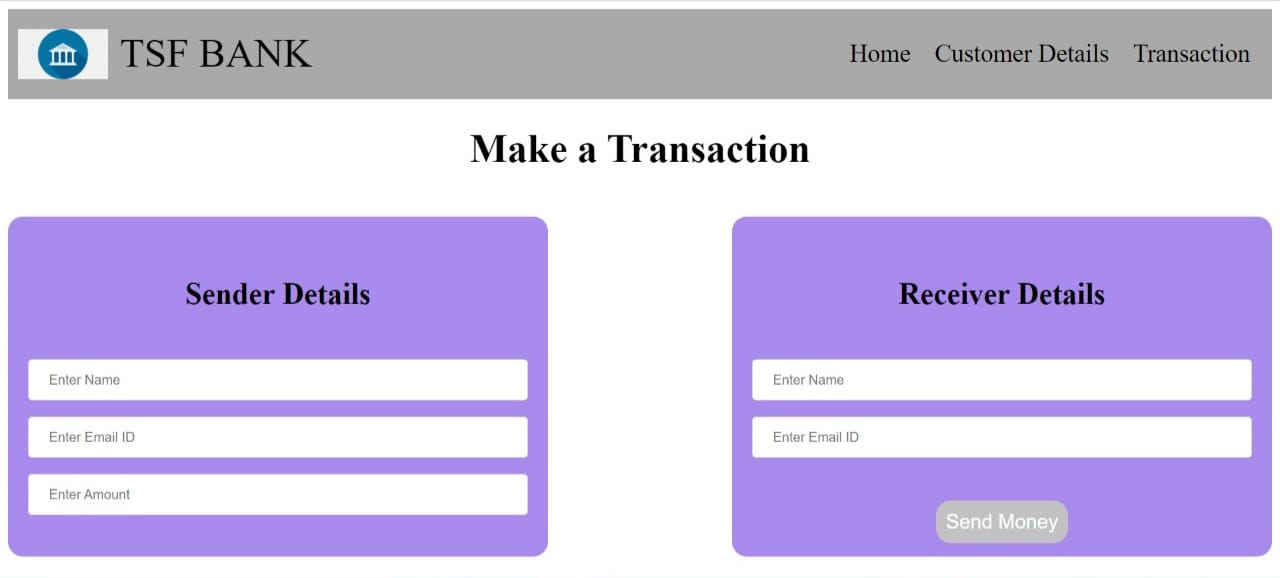 TSF BANK
Home Customer Details Transaction
Make a Transaction
Sender Details
Enter Name
Enter Email ID
Enter Amount
Receiver Details
Enter Name
Enter Email ID
Send Money